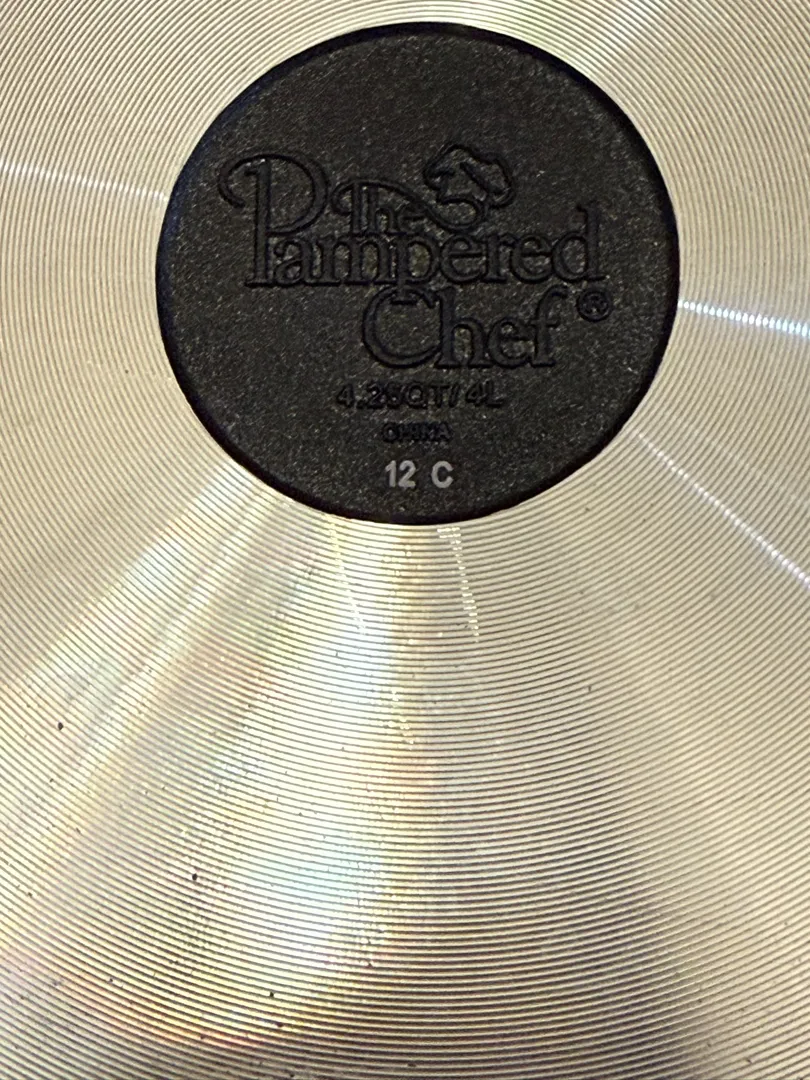 The
Pampered
Chef®
4.25QT/4L
CHINA
12 C